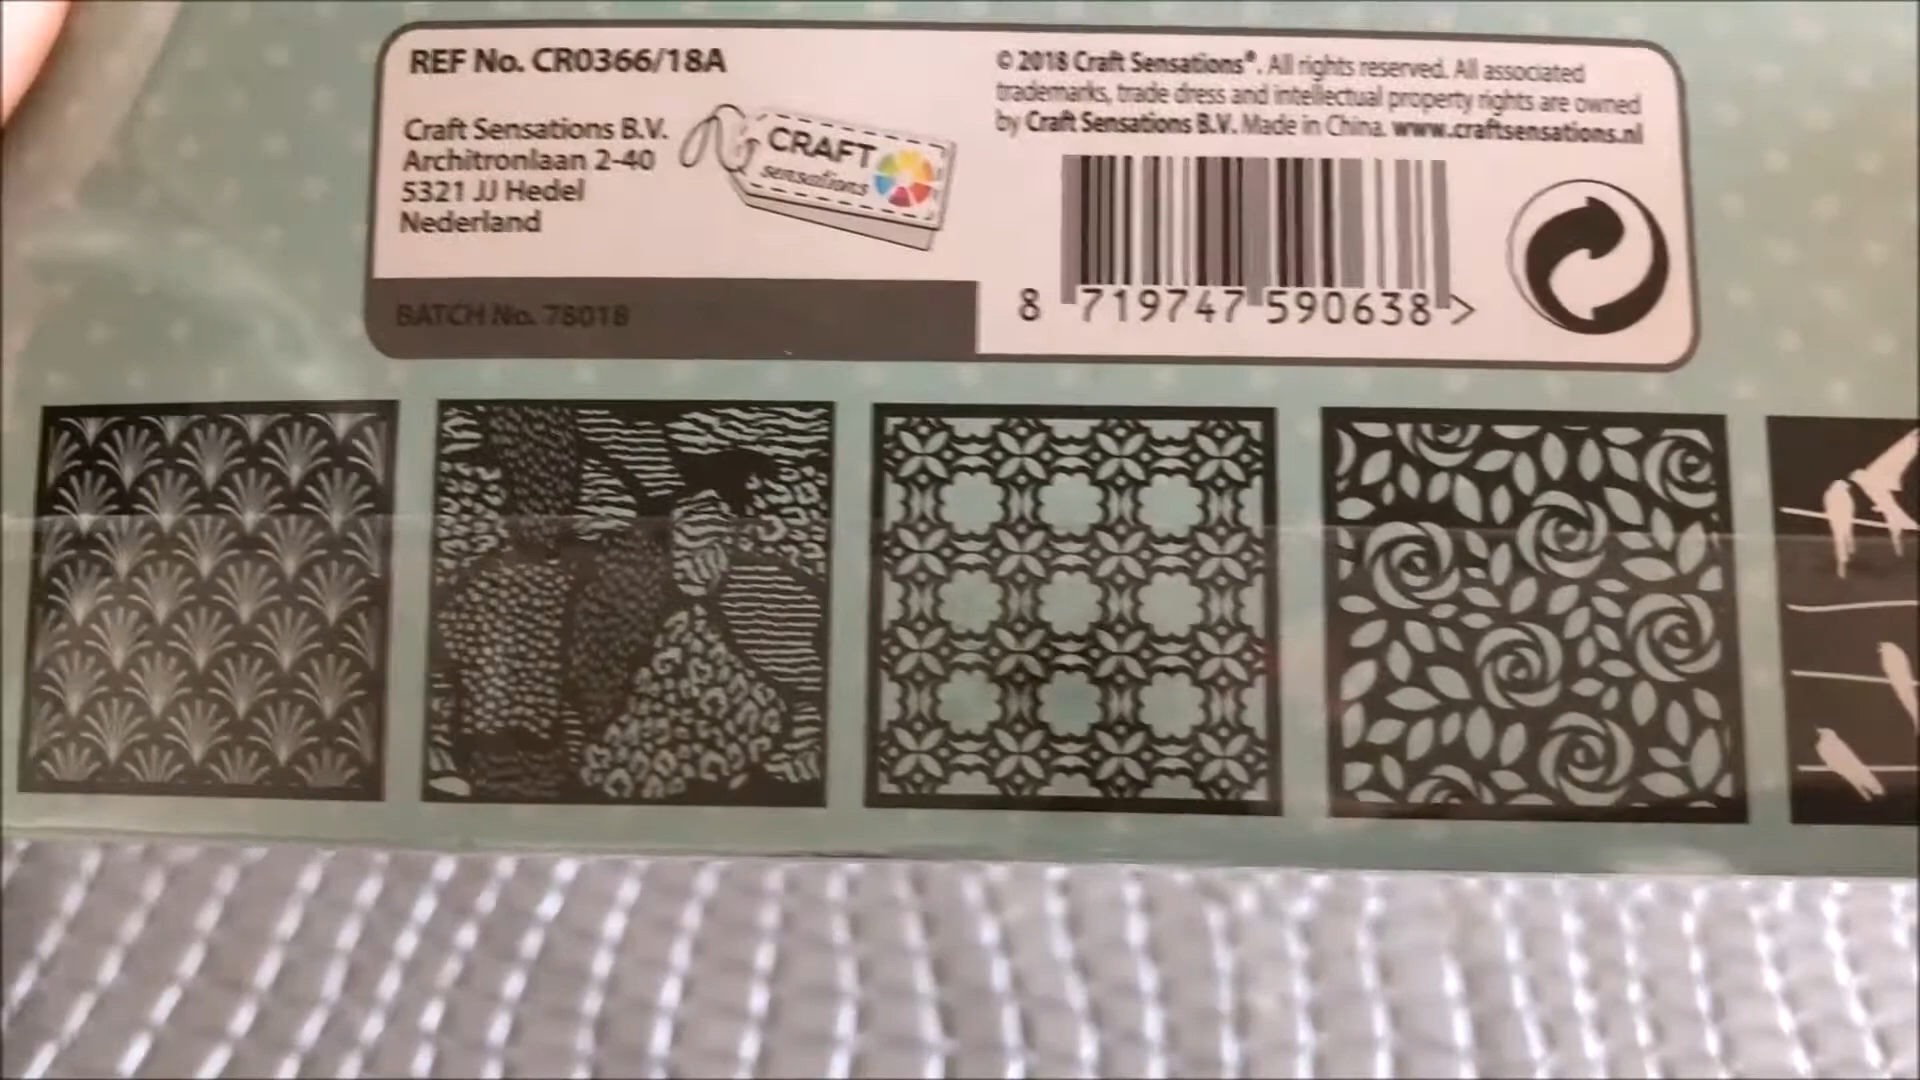 REF No. CR0366/18A
Craft Sensations B.V.
Architronlaan 2-40
5321 JJ Hedel
Nederland
CRAFT
sensations
BATCH No. 78018
© 2018 Craft Sensations®. All rights reserved. All associated
trademarks, trade dress and intellectual property rights are owned
by Craft Sensations B.V. Made in China. www.craftsensations.nl
8 719747 590638 >